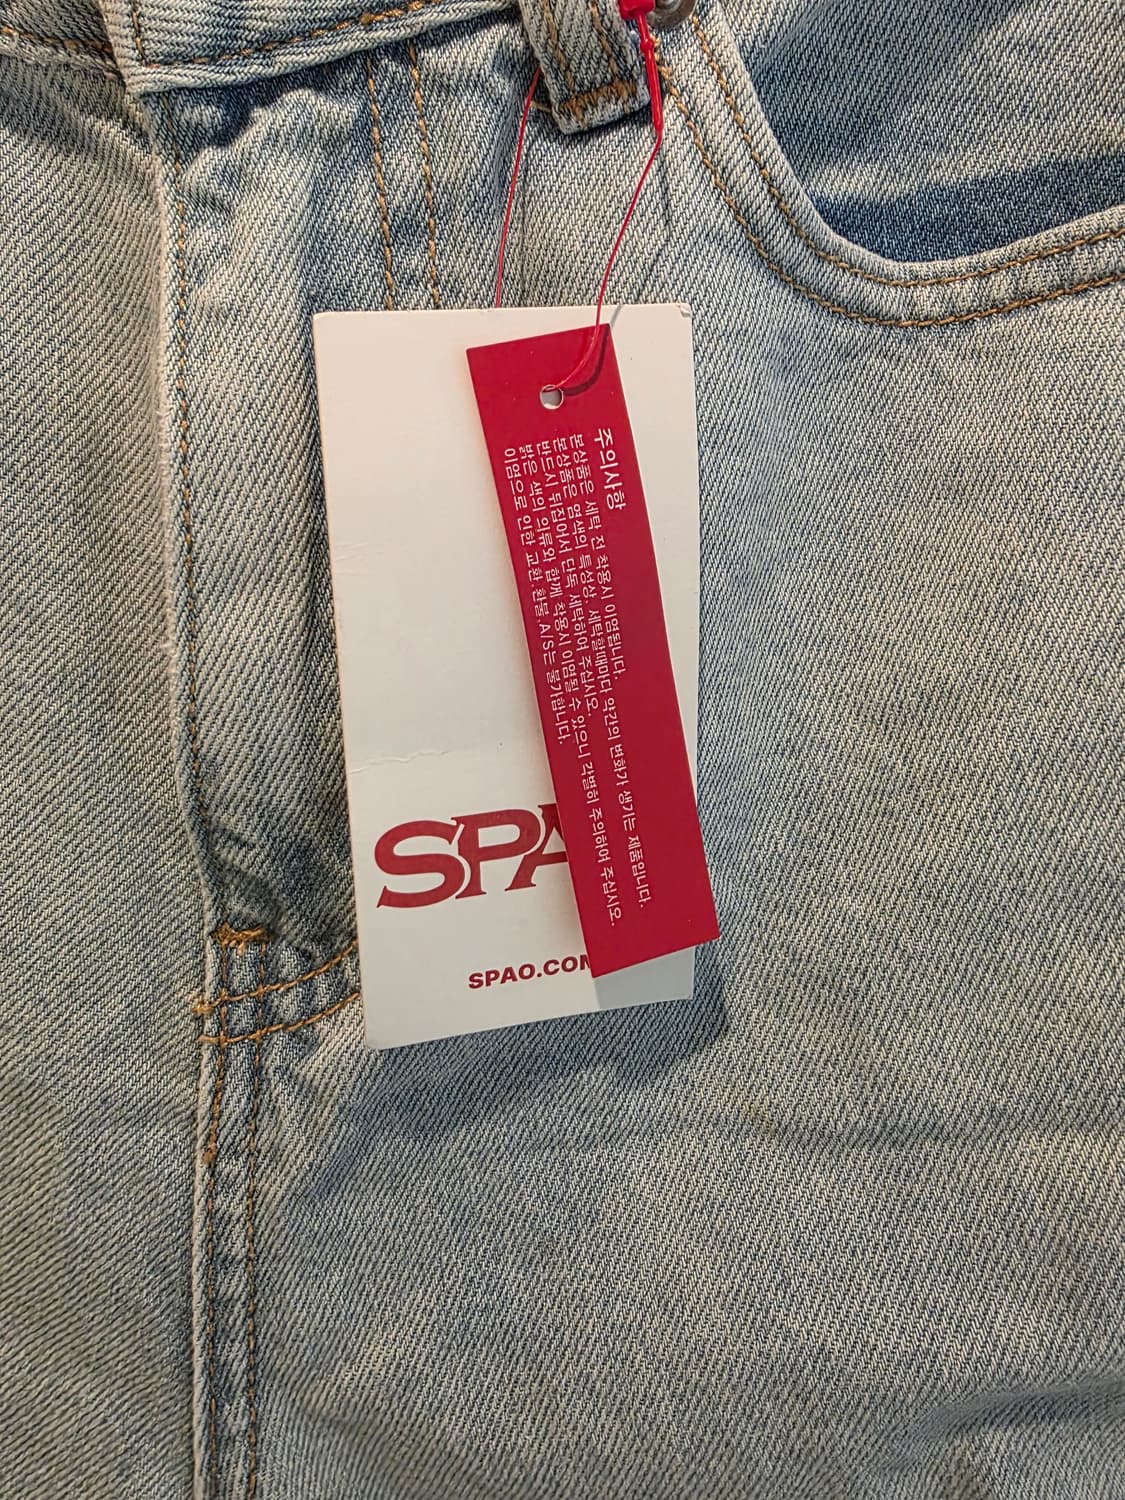 주의사항
본상품은 세탁 전 착용시 이염됩니다.
본상품은 염색의 특성상, 세탁할때마다 약간의 변화가 생기는 제품입니다.
반드시 뒤집어서 단독 세탁하여 주십시오.
밝은 색의 의류와 함께 착용시 이염될 수 있으니 각별히 주의하여 주십시오.
이염으로 인한 교환.환불.A/S는 불가합니다.
SPA
SPAO.COM